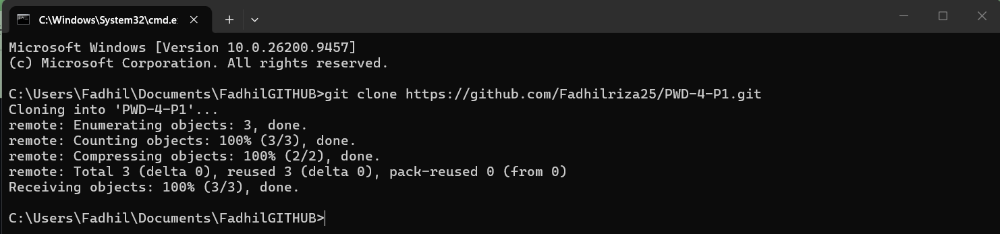 C:\Windows\System32\cmd.e
Microsoft Windows [Version 10.0.26200.9457]
(c) Microsoft Corporation. All rights reserved.
C:\Users\Fadhil\Documents\FadhilGITHUB>git clone https://github.com/Fadhilriza25/PWD-4-P1.git
Cloning into 'PWD-4-P1'...
remote: Enumerating objects: 3, done.
remote: Counting objects: 100% (3/3), done.
remote: Compressing objects: 100% (2/2), done.
remote: Total 3 (delta 0), reused 3 (delta 0), pack-reused 0 (from 0)
Receiving objects: 100% (3/3), done.
C:\Users\Fadhil\Documents\FadhilGITHUB>